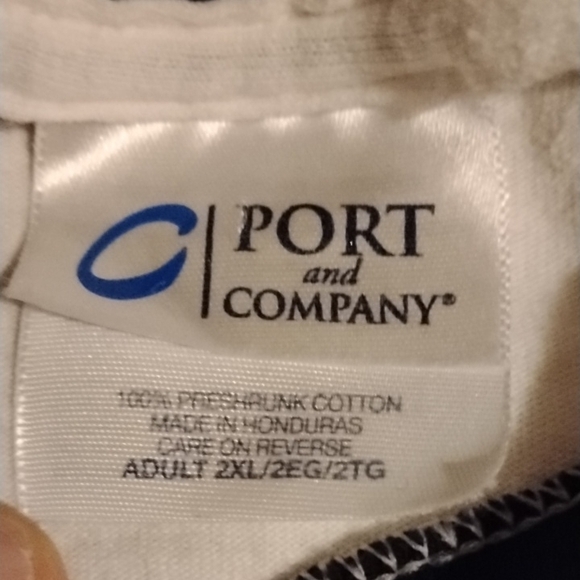 PORT
and
COMPANY®
100% PRESHRUNK COTTON
MADE IN HONDURAS
CARE ON REVERSE
ADULT 2XL/2EG/2TG